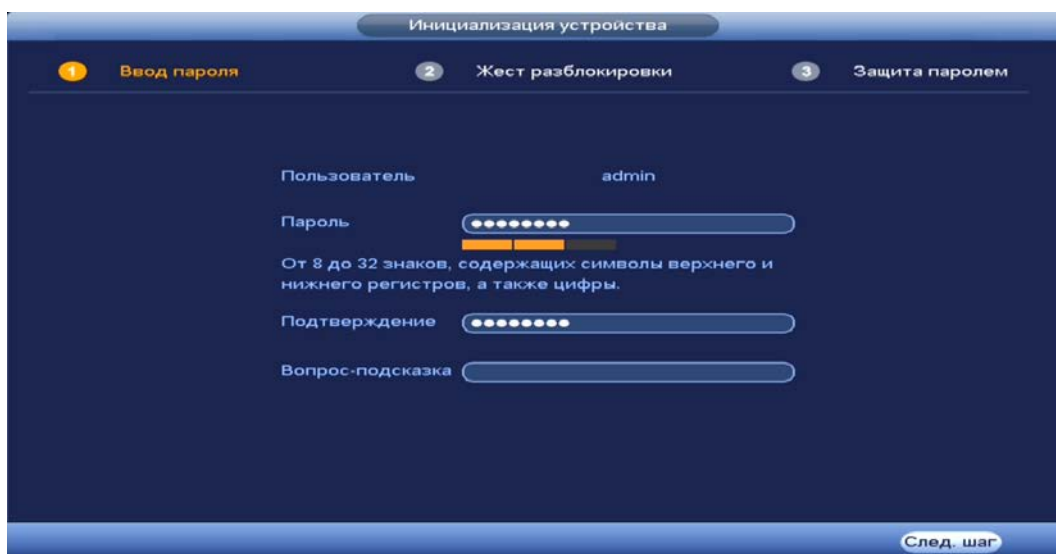 Инициализация устройства
1 Ввод пароля 2 Жест разблокировки 3 Защита паролем
Пользователь admin
Пароль ●●●●●●●●
От 8 до 32 знаков, содержащих символы верхнего и
нижнего регистров, а также цифры.
Подтверждение ●●●●●●●●
Вопрос-подсказка
След. шаг